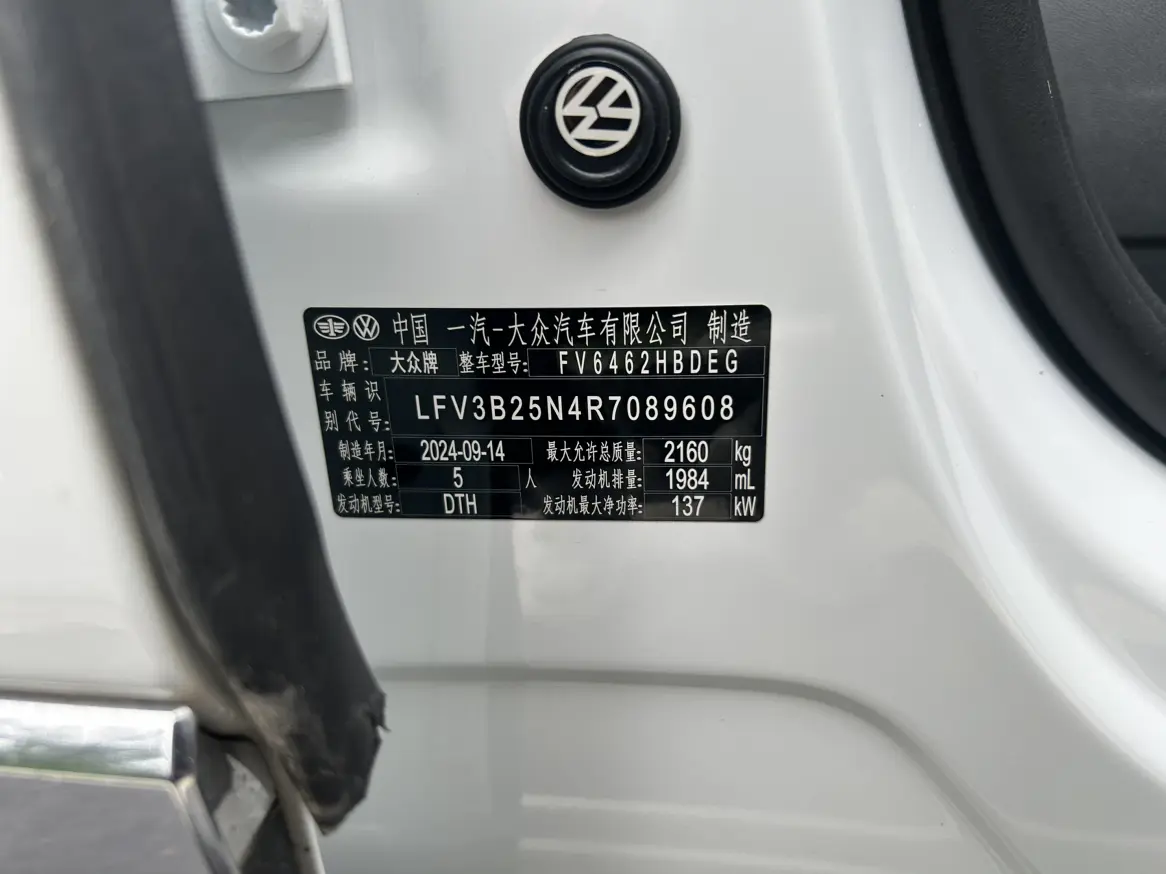 中国 一汽-大众汽车有限公司 制造
品牌: 大众牌 整车型号: FV6462HBDEG
车辆识
别代号: LFV3B25N4R7089608
制造年月: 2024-09-14 最大允许总质量: 2160 kg
乘坐人数: 5 人 发动机排量: 1984 mL
发动机型号: DTH 发动机最大净功率: 137 kW